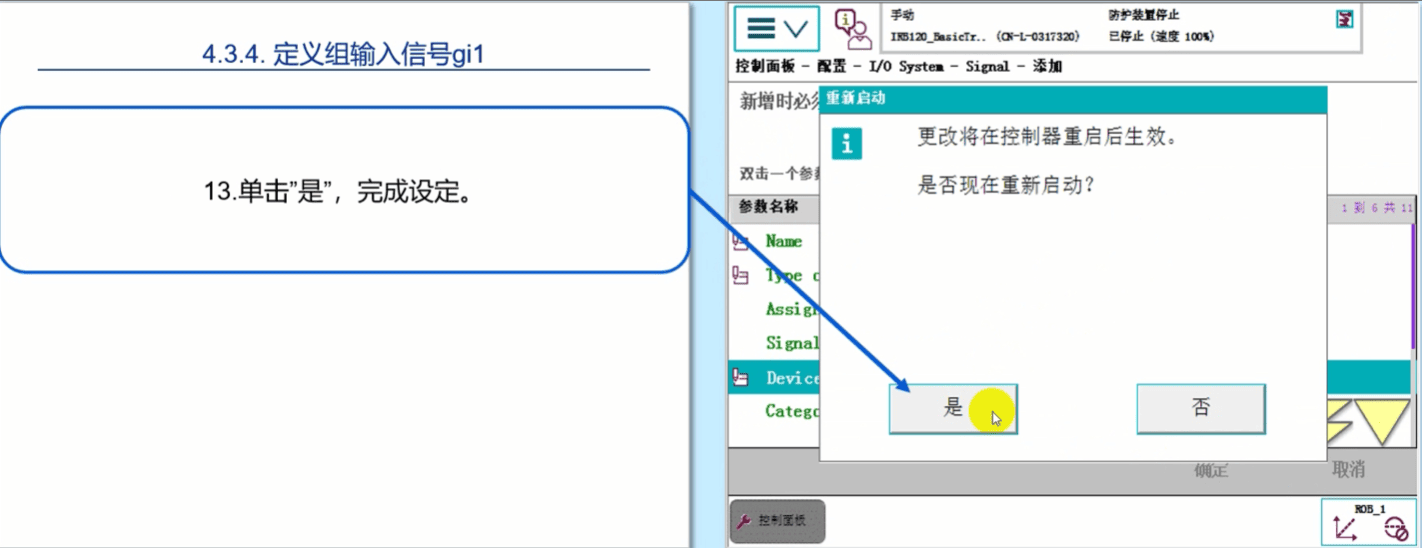 4.3.4. 定义组输入信号gi1
13.单击”是”，完成设定。
手动
防护装置停止
IRB120_BasicTr.. (CN-L-0317320)
已停止 (速度 100%)
控制面板 - 配置 - I/O System - Signal - 添加
新增时必须
重新启动
i
更改将在控制器重启后生效。
是否现在重新启动?
双击一个参数
参数名称
1 到 6 共 11
Name
Type o
Assign
Signal
Device
Catego
是
否
确定
取消
控制面板
ROB_1